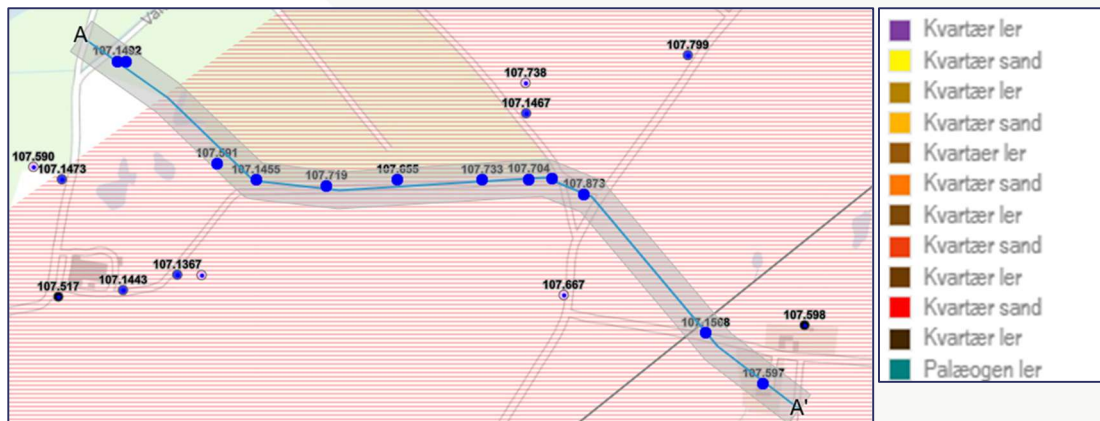 A
Va
107.1492
107.799
107.738
107.1467
107.590
107.1473
107.591
107.1455
107.719
107.655
107.733
107.704
107.873
107.1367
107.1443
107.517
107.667
107.1508
107.598
107.597
A'
Kvartær ler
Kvartær sand
Kvartær ler
Kvartær sand
Kvartaer ler
Kvartær sand
Kvartær ler
Kvartær sand
Kvartær ler
Kvartær sand
Kvartær ler
Palæogen ler